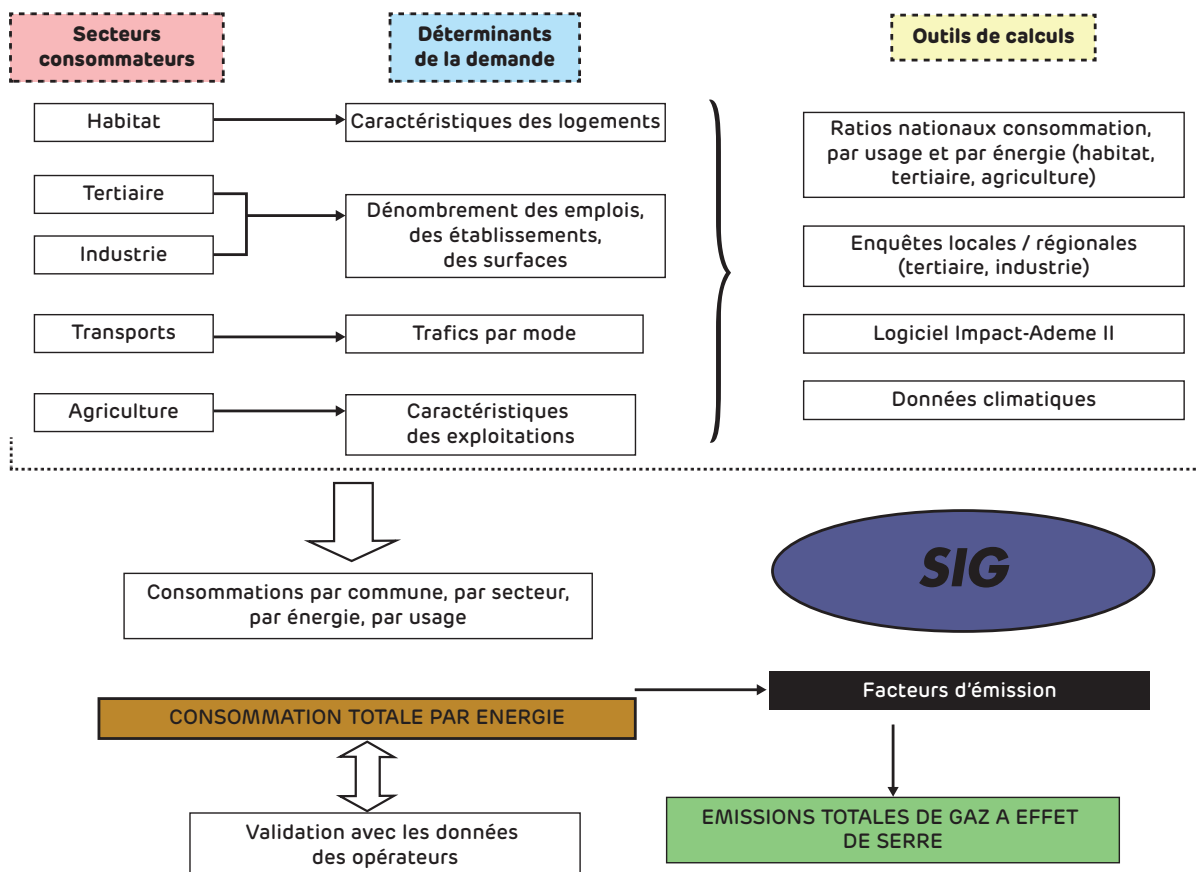 Secteurs
consommateurs
Déterminants
de la demande
Outils de calculs
Habitat
Caractéristiques des logements
Tertiaire
Industrie
Dénombrement des emplois,
des établissements,
des surfaces
Transports
Trafics par mode
Agriculture
Caractéristiques
des exploitations
Ratios nationaux consommation,
par usage et par énergie (habitat,
tertiaire, agriculture)
Enquêtes locales / régionales
(tertiaire, industrie)
Logiciel Impact-Ademe II
Données climatiques
SIG
Consommations par commune, par secteur,
par énergie, par usage
CONSOMMATION TOTALE PAR ENERGIE
Facteurs d'émission
Validation avec les données
des opérateurs
EMISSIONS TOTALES DE GAZ A EFFET
DE SERRE